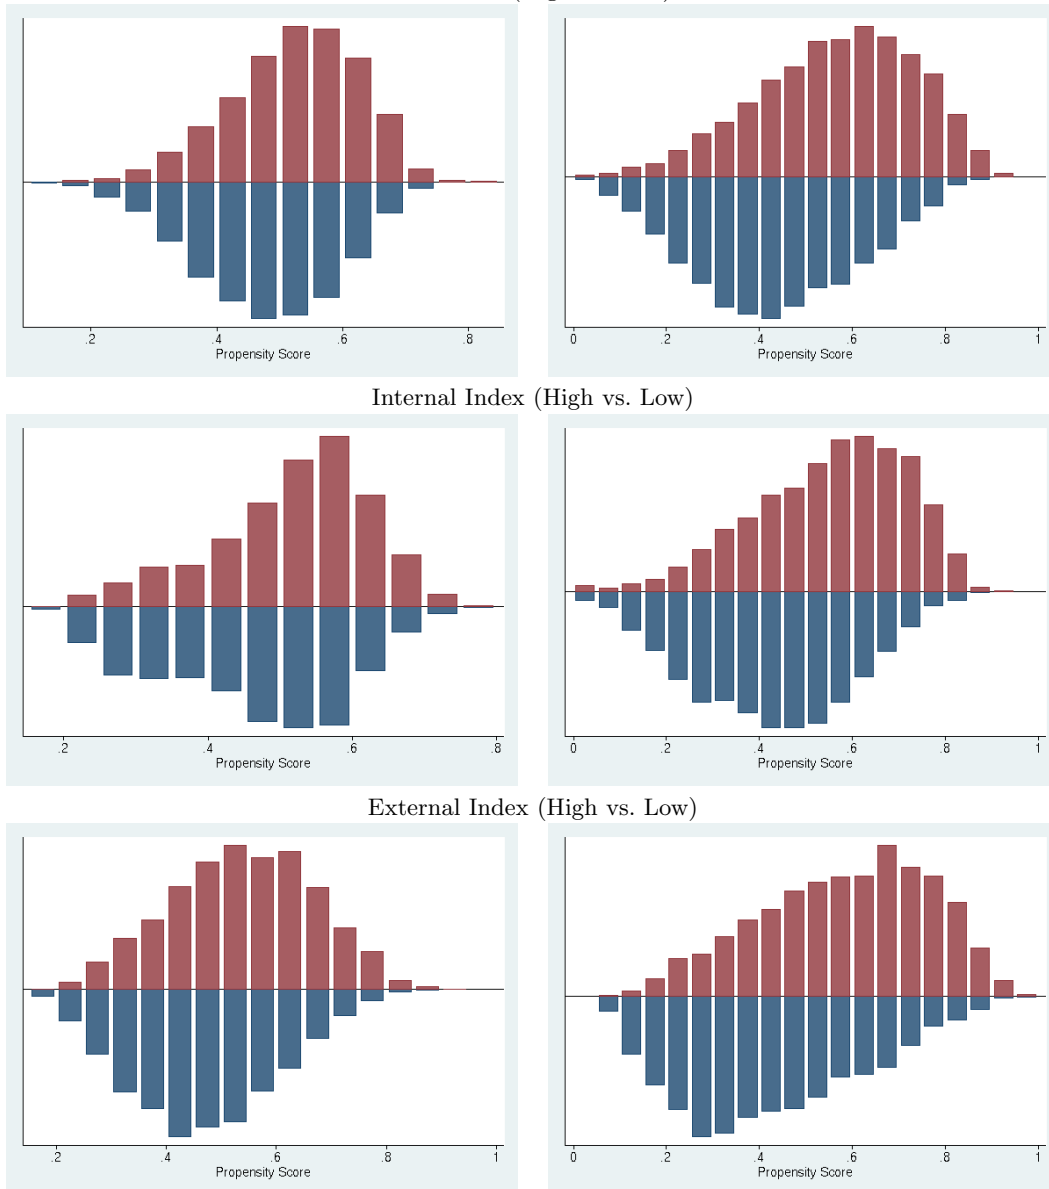 .2 .4 .6 .8
Propensity Score
0 .2 .4 .6 .8 1
Propensity Score
Internal Index (High vs. Low)
.2 .4 .6 .8
Propensity Score
0 .2 .4 .6 .8 1
Propensity Score
External Index (High vs. Low)
.2 .4 .6 .8 1
Propensity Score
0 .2 .4 .6 .8 1
Propensity Score